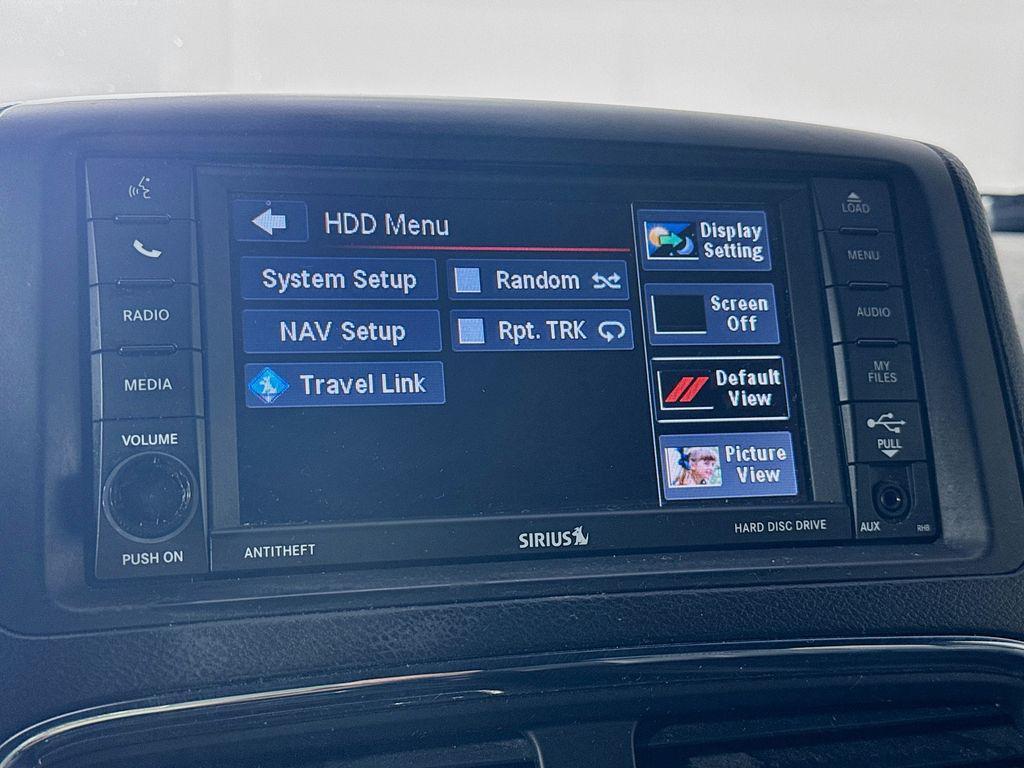 HDD Menu
System Setup
Random
NAV Setup
Rpt. TRK
Travel Link
Display
Setting
Screen
Off
Default
View
Picture
View
RADIO
MEDIA
VOLUME
PUSH ON
LOAD
MENU
AUDIO
MY
FILES
PULL
AUX
RHB
ANTITHEFT
SIRIUS
HARD DISC DRIVE